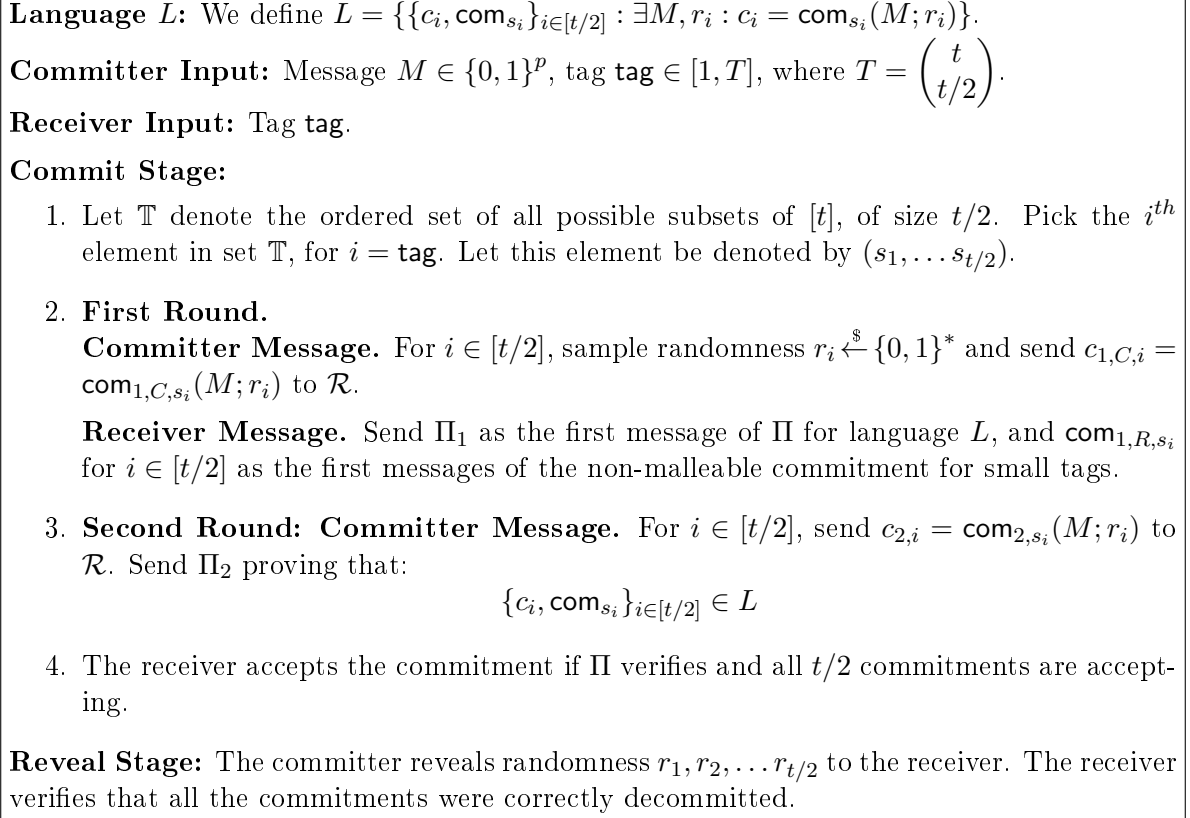 Language L: We define L = {{c_i, com_{s_i}}_{i∈[t/2]} : ∃M, r_i : c_i = com_{s_i}(M; r_i)}.
Committer Input: Message M ∈ {0, 1}^p, tag tag ∈ [1, T], where T = \binom{t}{t/2}.
Receiver Input: Tag tag.
Commit Stage:
1. Let 𝕋 denote the ordered set of all possible subsets of [t], of size t/2. Pick the i^{th}
element in set 𝕋, for i = tag. Let this element be denoted by (s_1, . . . s_{t/2}).
2. First Round.
Committer Message. For i ∈ [t/2], sample randomness r_i \xleftarrow{\$} {0, 1}^* and send c_{1,C,i} =
com_{1,C,s_i}(M; r_i) to ℛ.
Receiver Message. Send Π_1 as the first message of Π for language L, and com_{1,R,s_i}
for i ∈ [t/2] as the first messages of the non-malleable commitment for small tags.
3. Second Round: Committer Message. For i ∈ [t/2], send c_{2,i} = com_{2,s_i}(M; r_i) to
ℛ. Send Π_2 proving that:
{c_i, com_{s_i}}_{i∈[t/2]} ∈ L
4. The receiver accepts the commitment if Π verifies and all t/2 commitments are accept-
ing.
Reveal Stage: The committer reveals randomness r_1, r_2, . . . r_{t/2} to the receiver. The receiver
verifies that all the commitments were correctly decommitted.